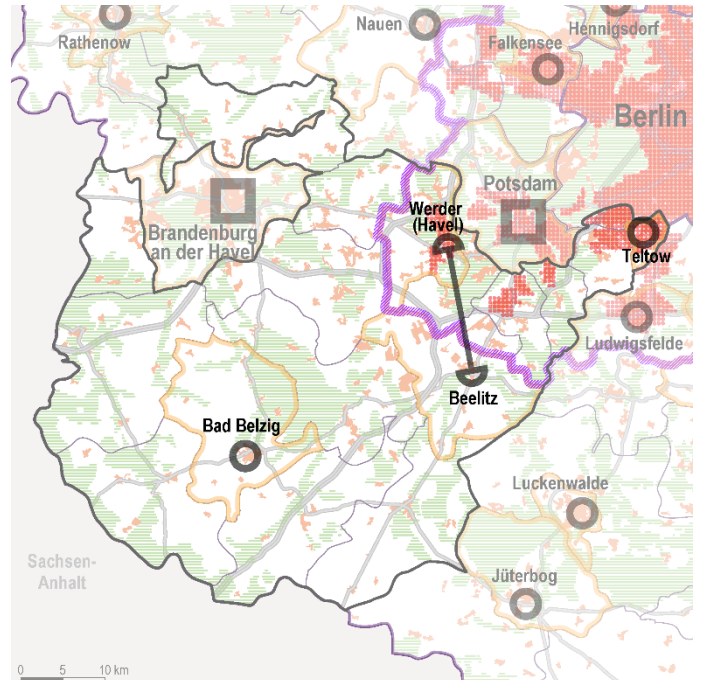 Nauen
Hennigsdorf
Rathenow
Falkensee
Berlin
Potsdam
Werder
(Havel)
Brandenburg
an der Havel
Teltow
Ludwigsfelde
Beelitz
Bad Belzig
Luckenwalde
Sachsen-
Anhalt
Jüterbog
0 5 10 km